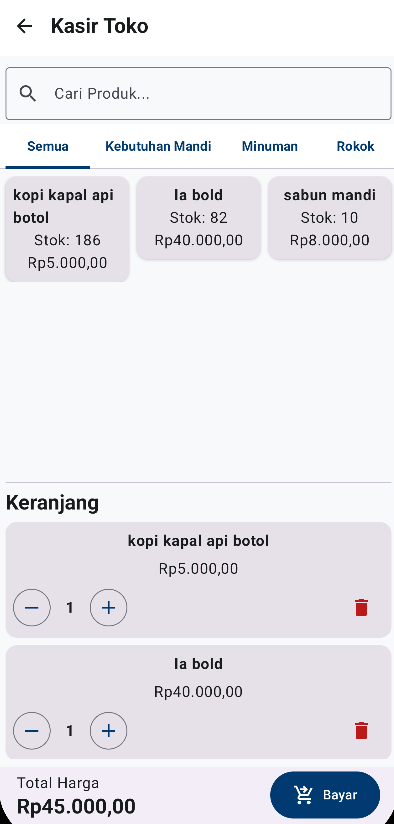 Kasir Toko
Cari Produk...
Semua Kebutuhan Mandi Minuman Rokok
kopi kapal api
botol
Stok: 186
Rp5.000,00
la bold
Stok: 82
Rp40.000,00
sabun mandi
Stok: 10
Rp8.000,00
Keranjang
kopi kapal api botol
Rp5.000,00
1
la bold
Rp40.000,00
1
Total Harga
Rp45.000,00
Bayar